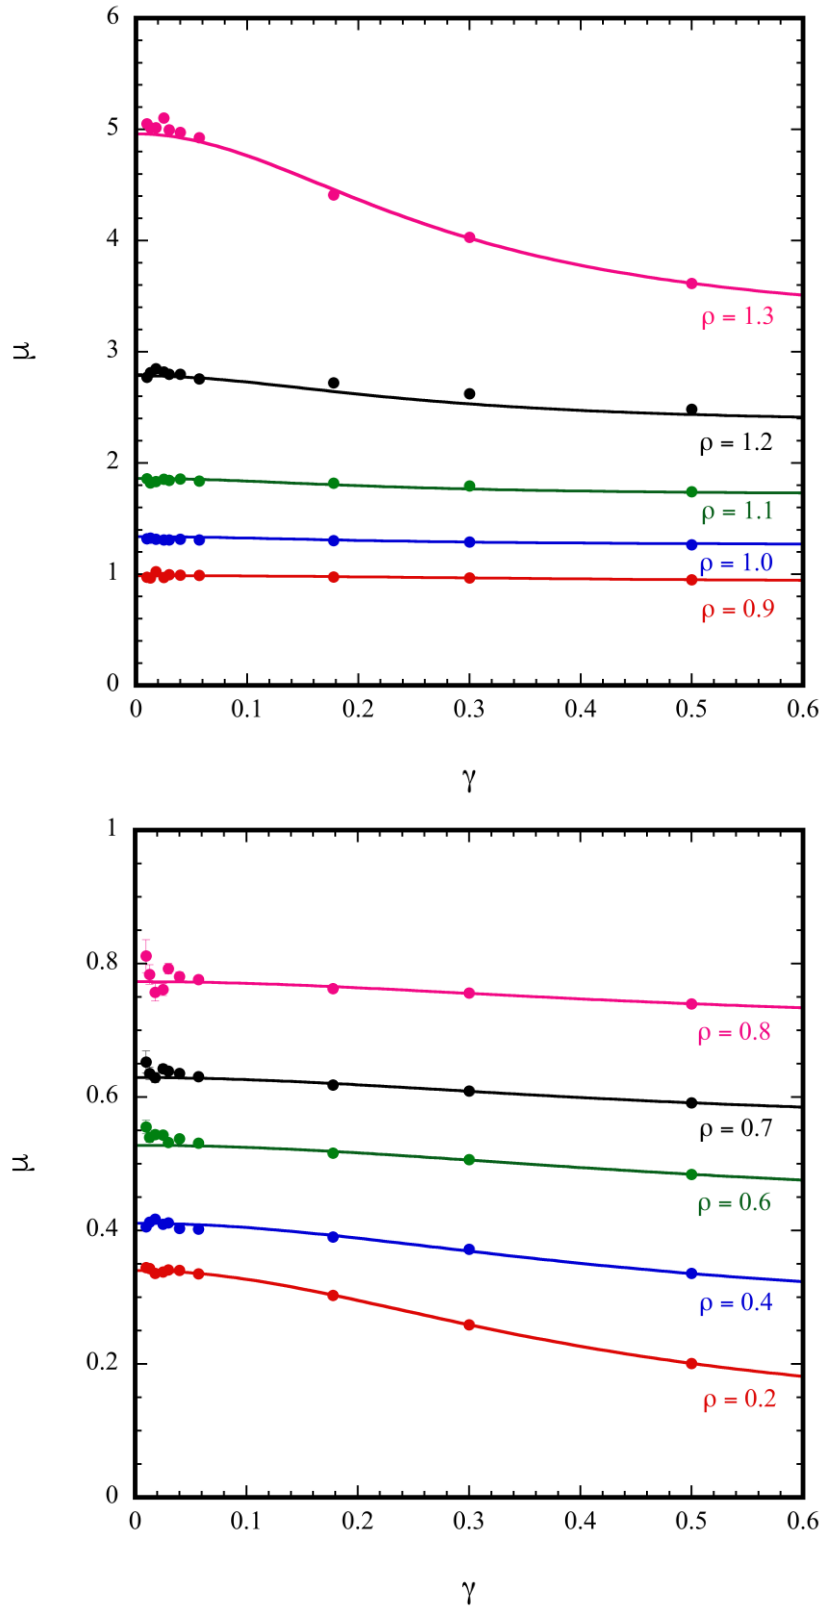 6
5
4
3
2
1
0
μ
ρ = 1.3
ρ = 1.2
ρ = 1.1
ρ = 1.0
ρ = 0.9
0 0.1 0.2 0.3 0.4 0.5 0.6
γ
1
0.8
0.6
0.4
0.2
0
μ
ρ = 0.8
ρ = 0.7
ρ = 0.6
ρ = 0.4
ρ = 0.2
0 0.1 0.2 0.3 0.4 0.5 0.6
γ